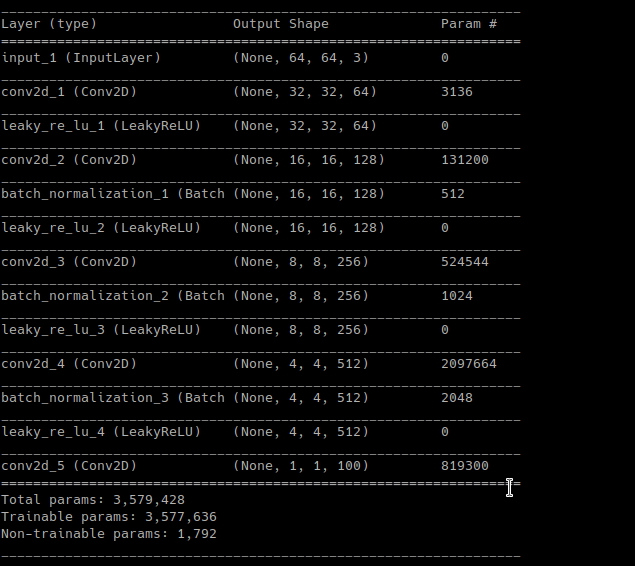 _________________________________________________________________
Layer (type)                 Output Shape              Param #
=================================================================
input_1 (InputLayer)         (None, 64, 64, 3)         0
_________________________________________________________________
conv2d_1 (Conv2D)            (None, 32, 32, 64)        3136
_________________________________________________________________
leaky_re_lu_1 (LeakyReLU)    (None, 32, 32, 64)        0
_________________________________________________________________
conv2d_2 (Conv2D)            (None, 16, 16, 128)       131200
_________________________________________________________________
batch_normalization_1 (Batch (None, 16, 16, 128)       512
_________________________________________________________________
leaky_re_lu_2 (LeakyReLU)    (None, 16, 16, 128)       0
_________________________________________________________________
conv2d_3 (Conv2D)            (None, 8, 8, 256)         524544
_________________________________________________________________
batch_normalization_2 (Batch (None, 8, 8, 256)         1024
_________________________________________________________________
leaky_re_lu_3 (LeakyReLU)    (None, 8, 8, 256)         0
_________________________________________________________________
conv2d_4 (Conv2D)            (None, 4, 4, 512)         2097664
_________________________________________________________________
batch_normalization_3 (Batch (None, 4, 4, 512)         2048
_________________________________________________________________
leaky_re_lu_4 (LeakyReLU)    (None, 4, 4, 512)         0
_________________________________________________________________
conv2d_5 (Conv2D)            (None, 1, 1, 100)         819300
=================================================================
Total params: 3,579,428
Trainable params: 3,577,636
Non-trainable params: 1,792
_________________________________________________________________